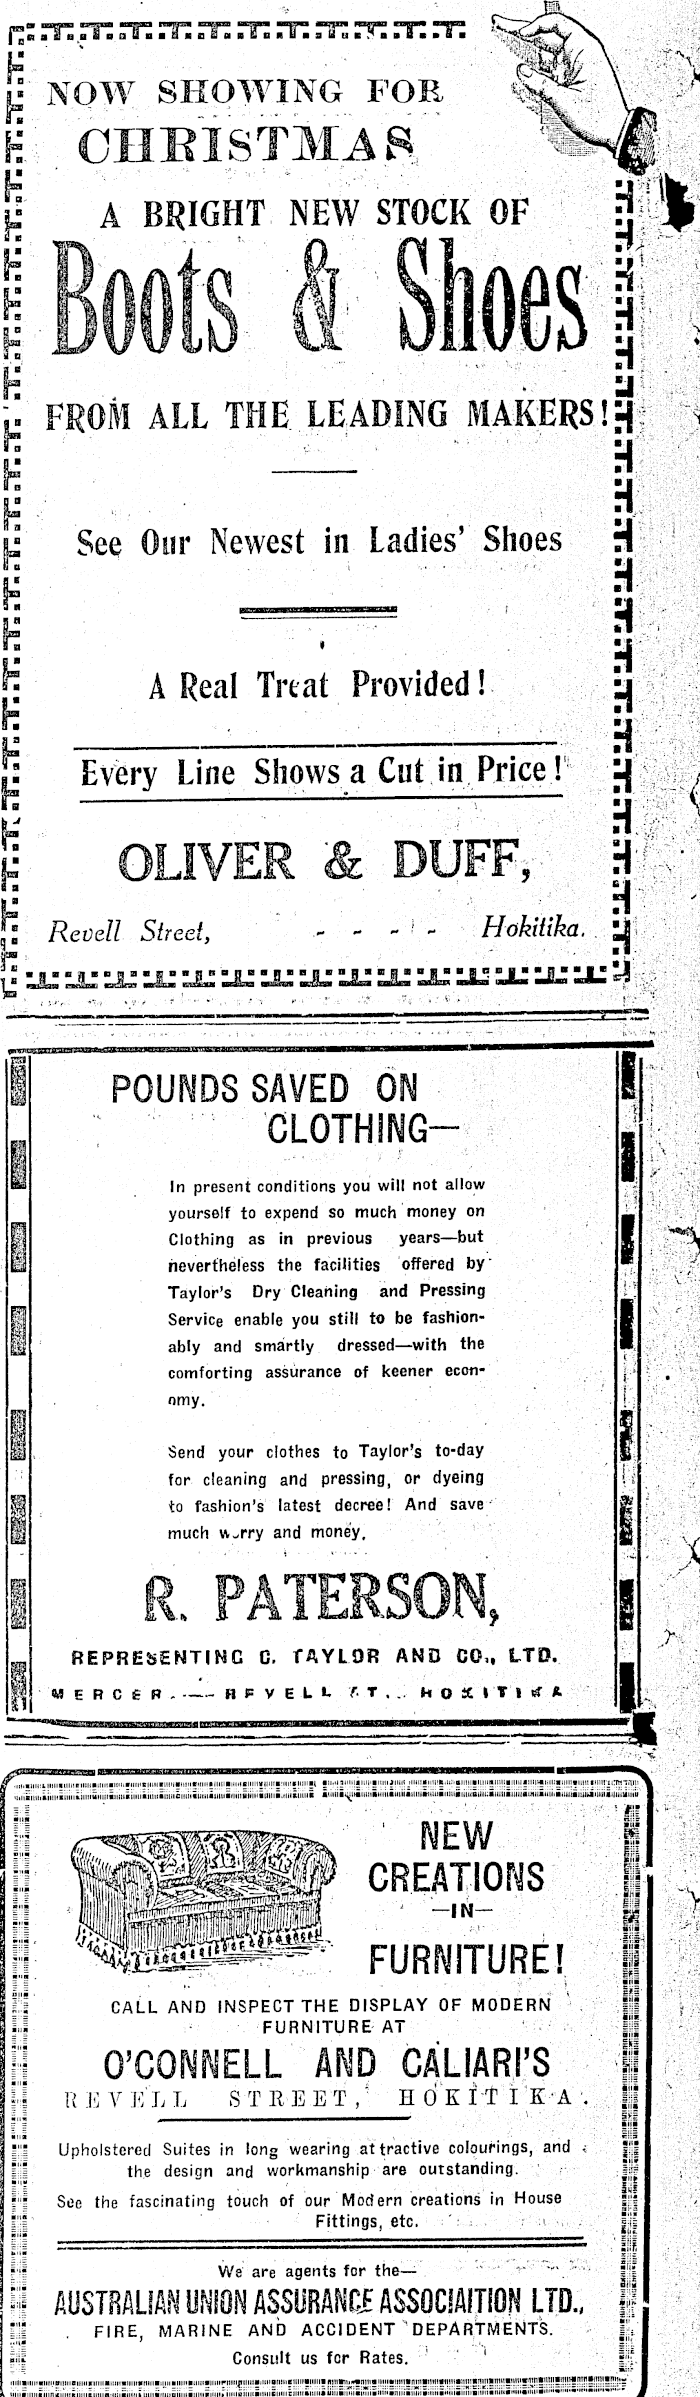 NOW SHOWING FOR
CHRISTMAS
A BRIGHT NEW STOCK OF
Boots & Shoes
FROM ALL THE LEADING MAKERS!
See Our Newest in Ladies' Shoes
A Real Treat Provided!
Every Line Shows a Cut in Price!
OLIVER & DUFF,
Revell Street, - - - - Hokitika.
POUNDS SAVED ON
CLOTHING—
In present conditions you will not allow
yourself to expend so much money on
Clothing as in previous years—but
nevertheless the facilities offered by
Taylor's Dry Cleaning and Pressing
Service enable you still to be fashion-
ably and smartly dressed—with the
comforting assurance of keener econ-
omy.
Send your clothes to Taylor's to-day
for cleaning and pressing, or dyeing
to fashion's latest decree! And save
much worry and money.
R. PATERSON,
REPRESENTING C. TAYLOR AND CO., LTD.
MERCER.—REVELL ST., HOKITIKA
NEW
CREATIONS
—IN—
FURNITURE!
CALL AND INSPECT THE DISPLAY OF MODERN
FURNITURE AT
O'CONNELL AND CALIARI'S
REVELL STREET, HOKITIKA.
Upholstered Suites in long wearing attractive colourings, and
the design and workmanship are outstanding.
See the fascinating touch of our Modern creations in House
Fittings, etc.
We are agents for the—
AUSTRALIAN UNION ASSURANCE ASSOCIAITION LTD.,
FIRE, MARINE AND ACCIDENT DEPARTMENTS.
Consult us for Rates.